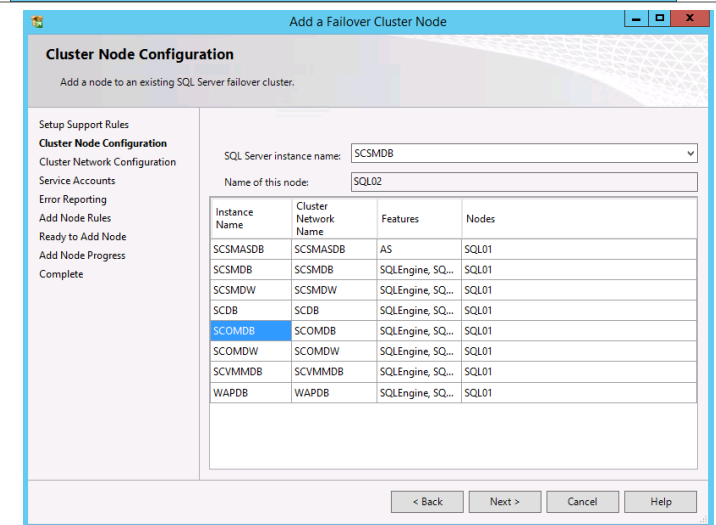 Add a Failover Cluster Node
Cluster Node Configuration
Add a node to an existing SQL Server failover cluster.
Setup Support Rules
Cluster Node Configuration
Cluster Network Configuration
Service Accounts
Error Reporting
Add Node Rules
Ready to Add Node
Add Node Progress
Complete
SQL Server instance name: SCSMDB
Name of this node: SQL02
Instance Name Cluster Network Name Features Nodes
SCSMASDB SCSMASDB AS SQL01
SCSMDB SCSMDB SQLEngine, SQ... SQL01
SCSMDW SCSMDW SQLEngine, SQ... SQL01
SCDB SCDB SQLEngine, SQ... SQL01
SCOMDB SCOMDB SQLEngine, SQ... SQL01
SCOMDW SCOMDW SQLEngine, SQ... SQL01
SCVMMDB SCVMMDB SQLEngine, SQ... SQL01
WAPDB WAPDB SQLEngine, SQ... SQL01
< Back Next > Cancel Help